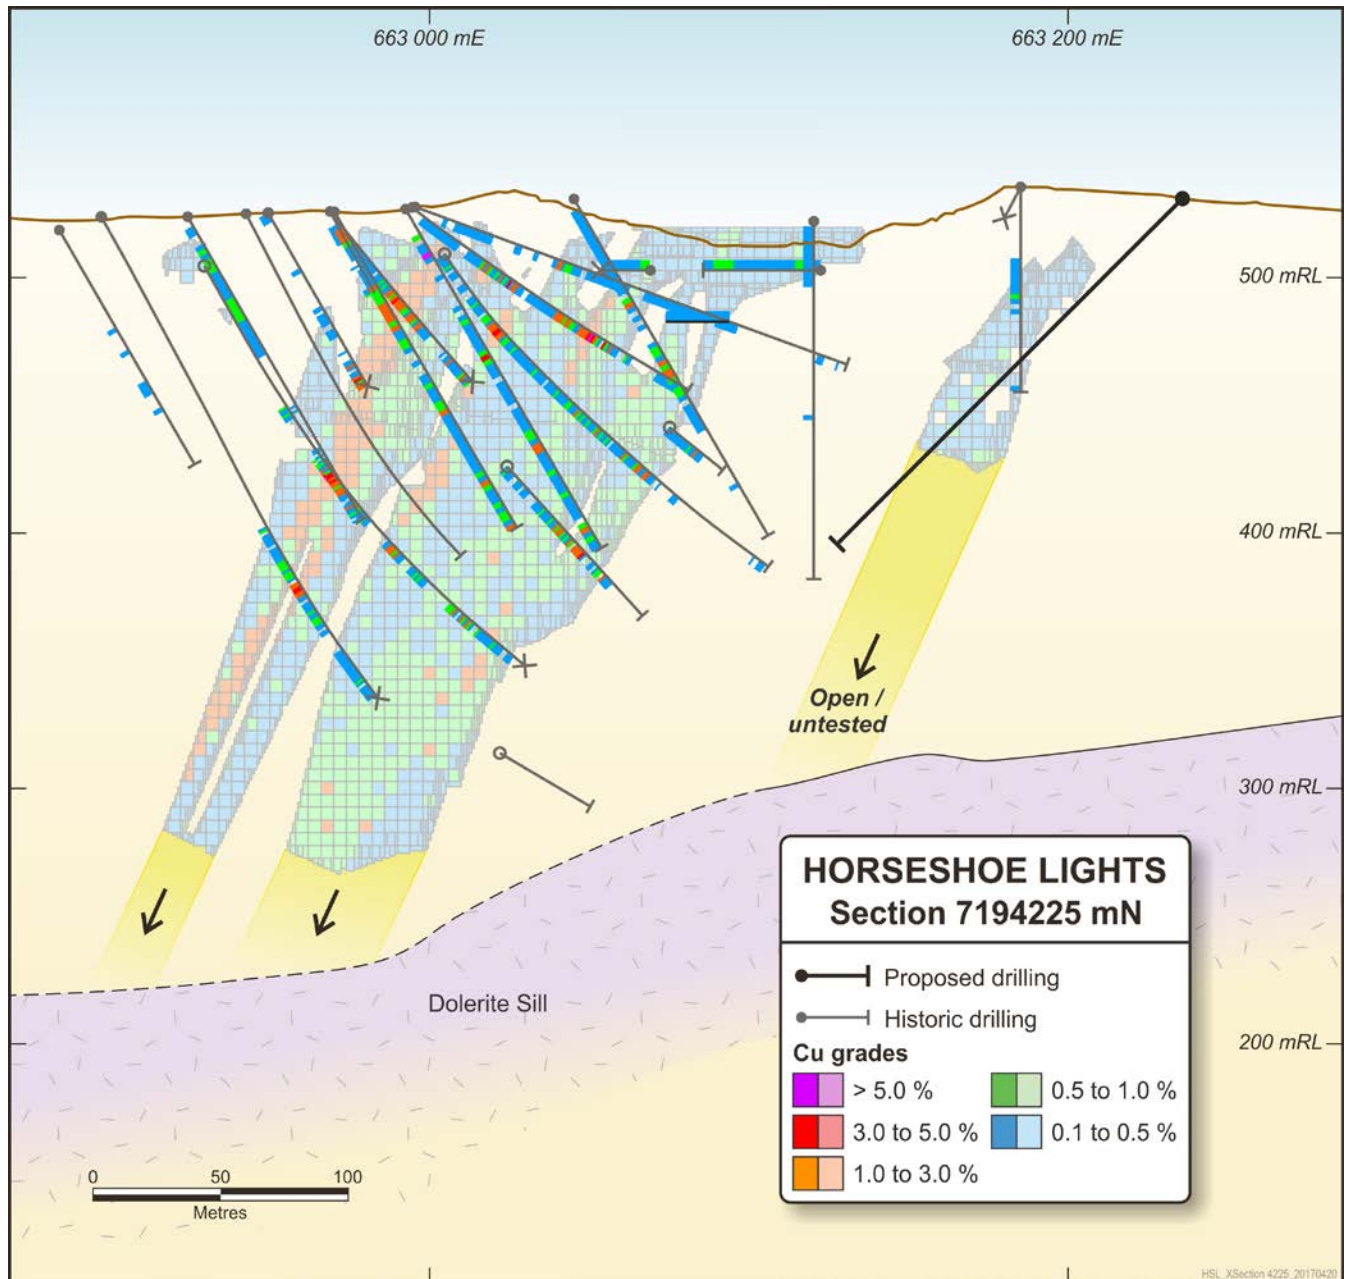 663 000 mE
663 200 mE
500 mRL
400 mRL
Open /
untested
300 mRL
HORSESHOE LIGHTS
Section 7194225 mN
Dolerite Sill
Proposed drilling
Historic drilling
200 mRL
Cu grades
> 5.0 %
0.5 to 1.0 %
3.0 to 5.0 %
0.1 to 0.5 %
1.0 to 3.0 %
0 50 100
Metres
HSL_XSection 4225_20170420